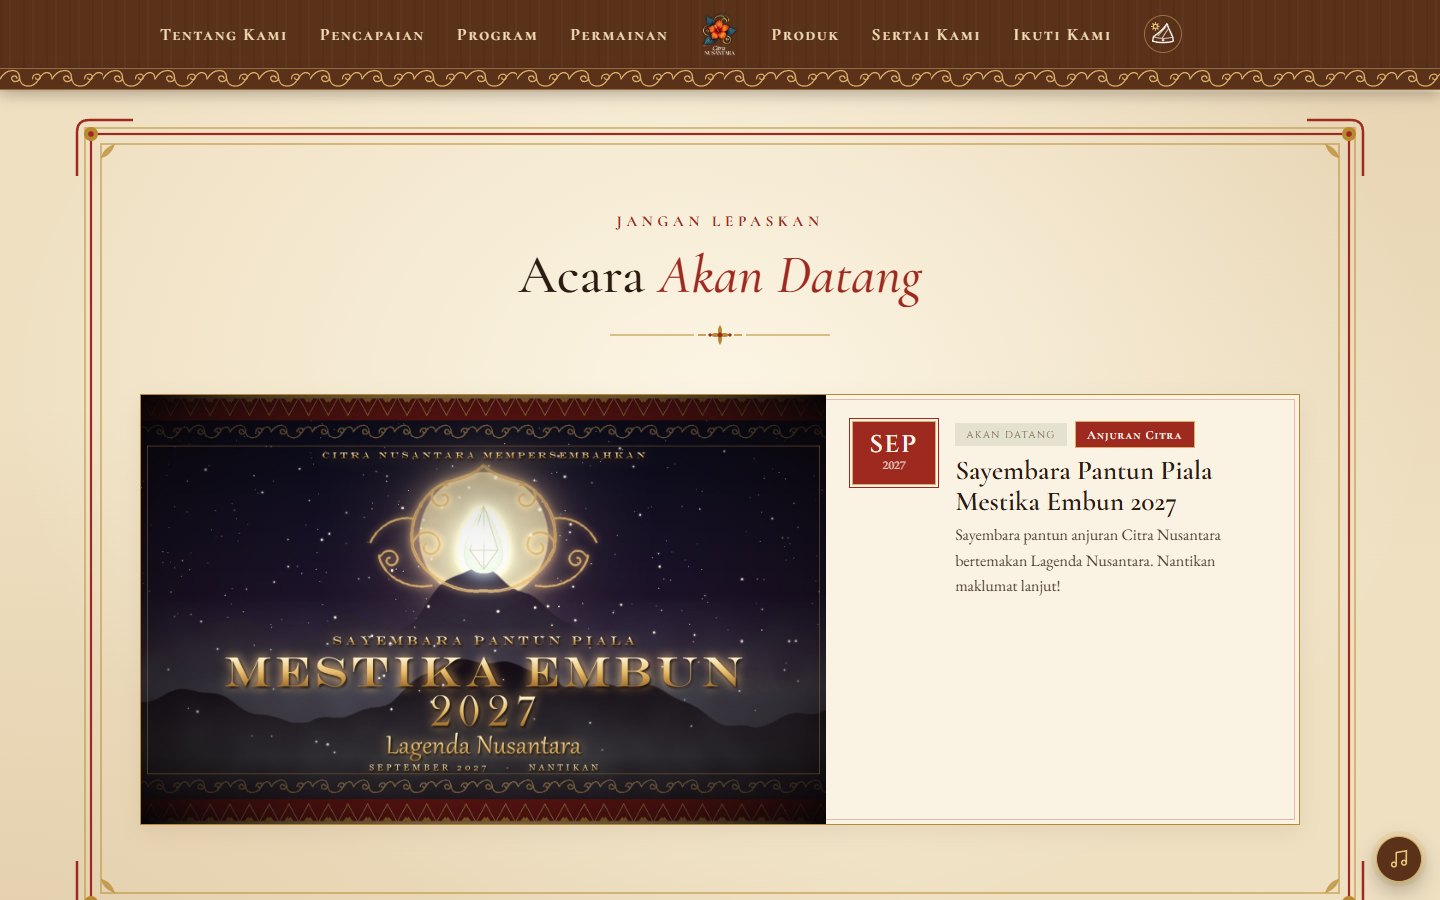 Tentang Kami
Pencapaian
Program
Permainan
Citra
NUSANTARA
Produk
Sertai Kami
Ikuti Kami
JANGAN LEPASKAN
Acara Akan Datang
CITRA NUSANTARA MEMPERSEMBAHKAN
SAYEMBARA PANTUN PIALA
MESTIKA EMBUN
2027
Lagenda Nusantara
SEPTEMBER 2027 · NANTIKAN
SEP
2027
AKAN DATANG
Anjuran Citra
Sayembara Pantun Piala
Mestika Embun 2027
Sayembara pantun anjuran Citra Nusantara
bertemakan Lagenda Nusantara. Nantikan
maklumat lanjut!